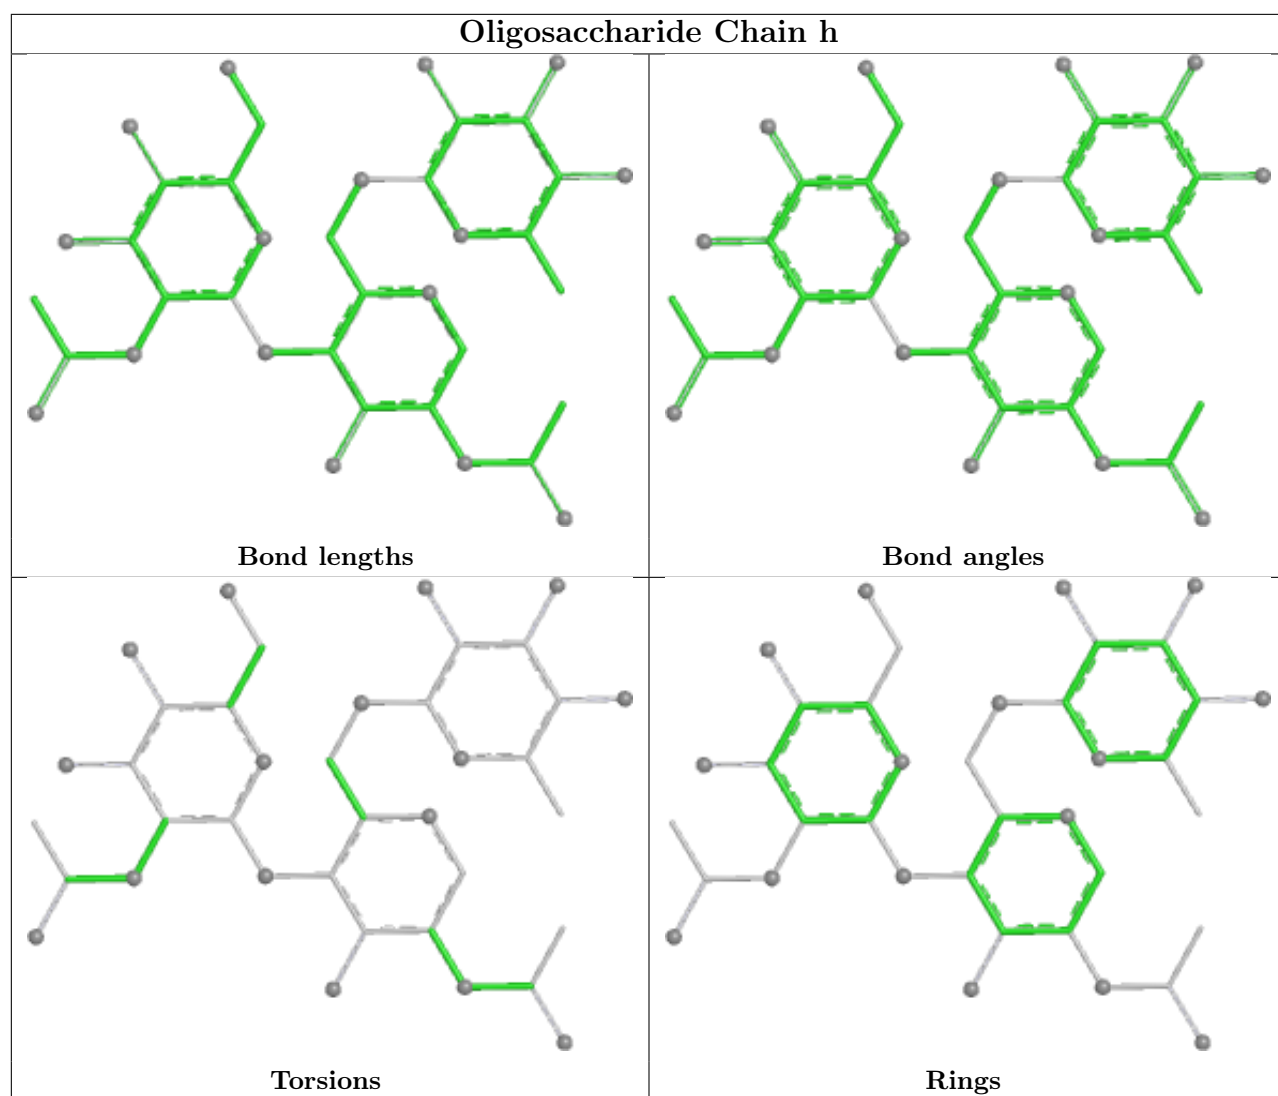 Oligosaccharide Chain h
Bond lengths
Bond angles
Torsions
Rings